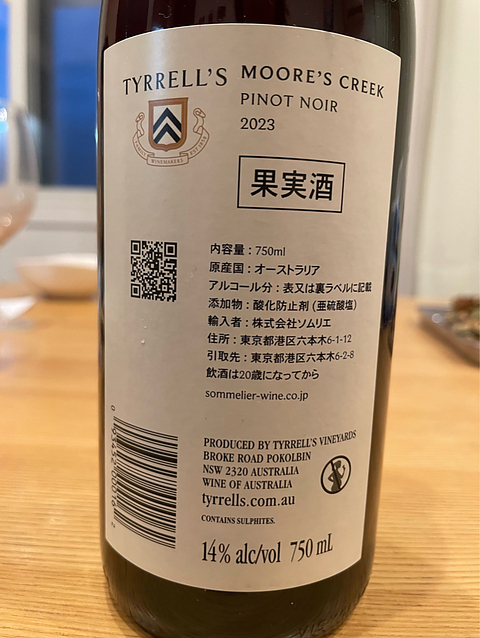 TYRRELL'S MOORE'S CREEK
PINOT NOIR
2023
WINEMAKERS
果実酒
内容量：750ml
原産国：オーストラリア
アルコール分：表又は裏ラベルに記載
添加物：酸化防止剤（亜硫酸塩）
輸入者：株式会社ソムリエ
住所：東京都港区六本木6-1-12
引取先：東京都港区六本木6-2-8
飲酒は20歳になってから
sommelier-wine.co.jp
PRODUCED BY TYRRELL'S VINEYARDS
BROKE ROAD POKOLBIN
NSW 2320 AUSTRALIA
WINE OF AUSTRALIA
tyrrells.com.au
CONTAINS SULPHITES.
14% alc/vol 750 mL